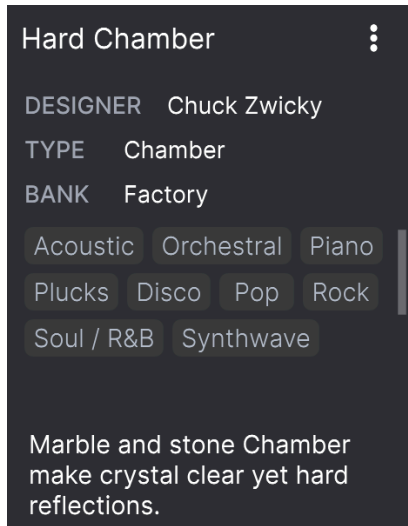 Hard Chamber
DESIGNER Chuck Zwicky
TYPE Chamber
BANK Factory
Acoustic Orchestral Piano
Plucks Disco Pop Rock
Soul / R&B Synthwave
Marble and stone Chamber
make crystal clear yet hard
reflections.